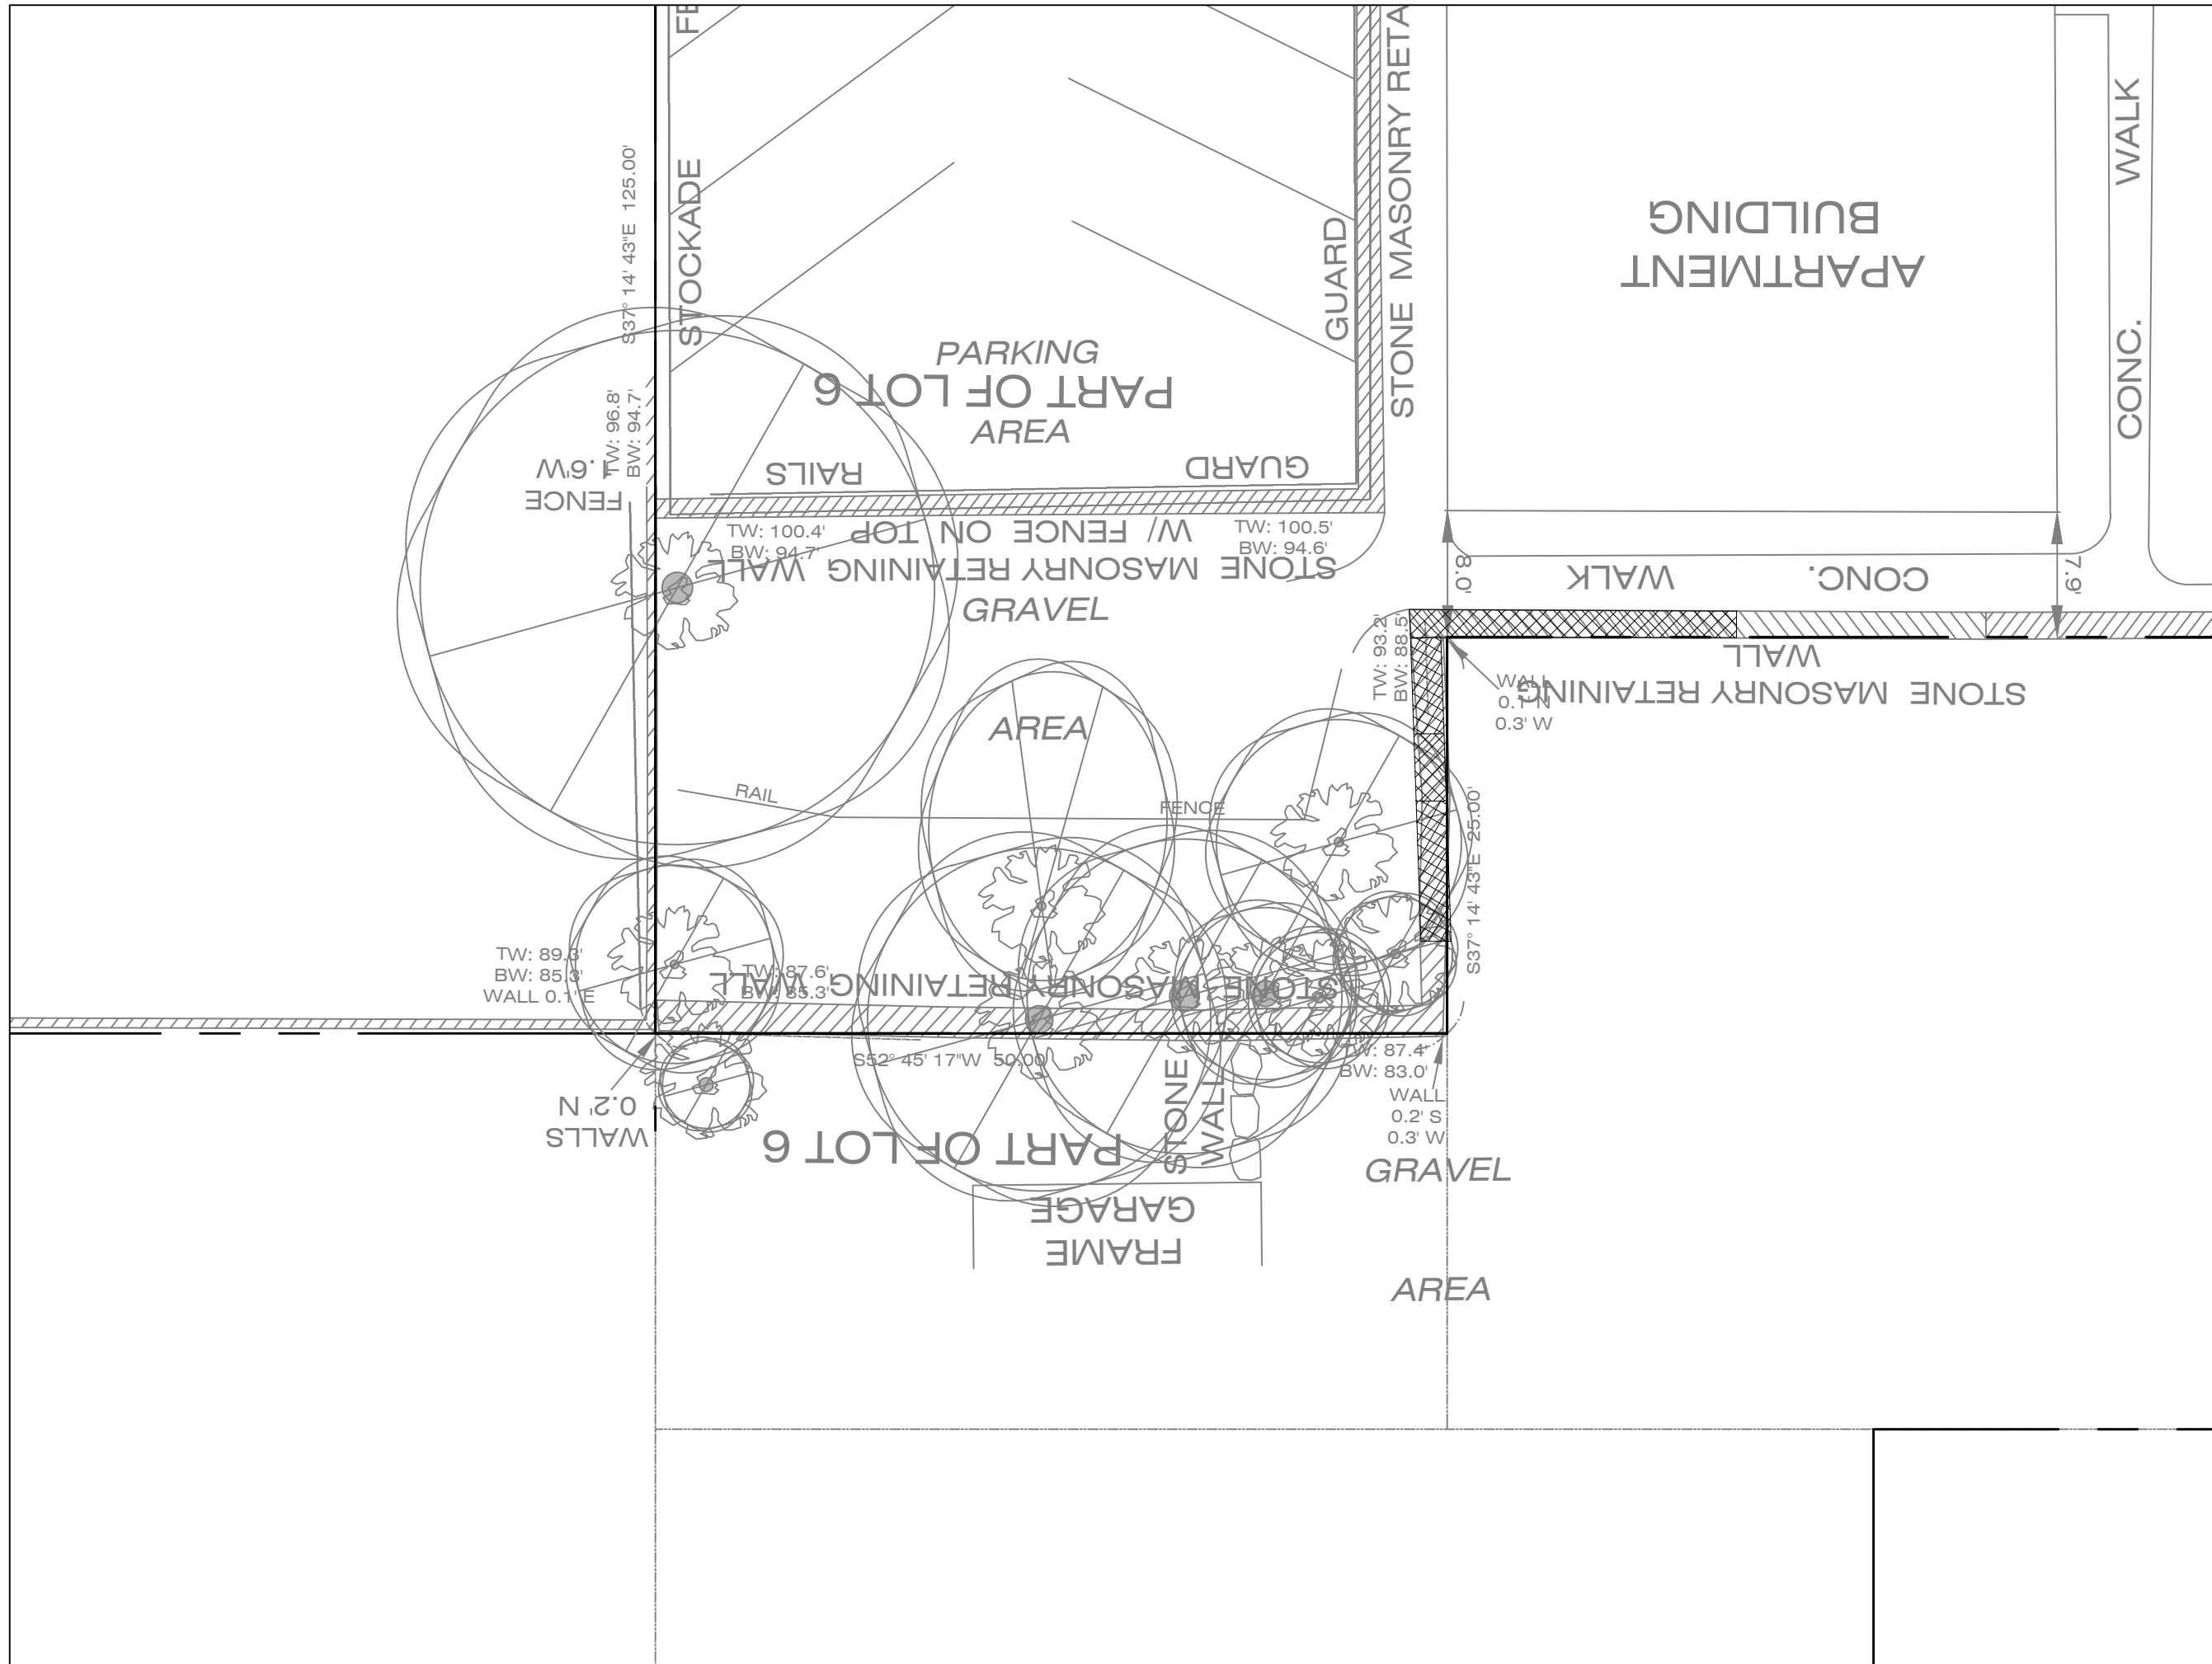 FE
STOCKADE
S37° 14' 43"E 125.00'
GUARD
STONE MASONRY RETA
APARTMENT
BUILDING
CONC. WALK
PARKING
PART OF LOT 6
AREA
TW: 96.8'
BW: 94.7'
FENCE
1.6'W
GUARD
RAILS
TW: 100.4'
BW: 94.7'
TW: 100.5'
BW: 94.6'
STONE MASONRY RETAINING WALL
W/ FENCE ON TOP
GRAVEL
8.0'
CONC. WALK
7.9'
TW: 93.2'
BW: 88.5'
WALL
0.1' N
0.3' W
STONE MASONRY RETAINING
WALL
AREA
RAIL
FENCE
S37° 14' 43"E 25.00'
TW: 89.3'
BW: 85.3'
WALL 0.1' E
TW: 87.6'
BW: 85.3'
STONE MASONRY RETAINING WALL
S52° 45' 17"W 50.00'
TW: 87.4'
BW: 83.0'
WALL
0.2' S
0.3' W
WALLS
0.2' N
STONE
WALL
PART OF LOT 6
GRAVEL
FRAME
GARAGE
AREA